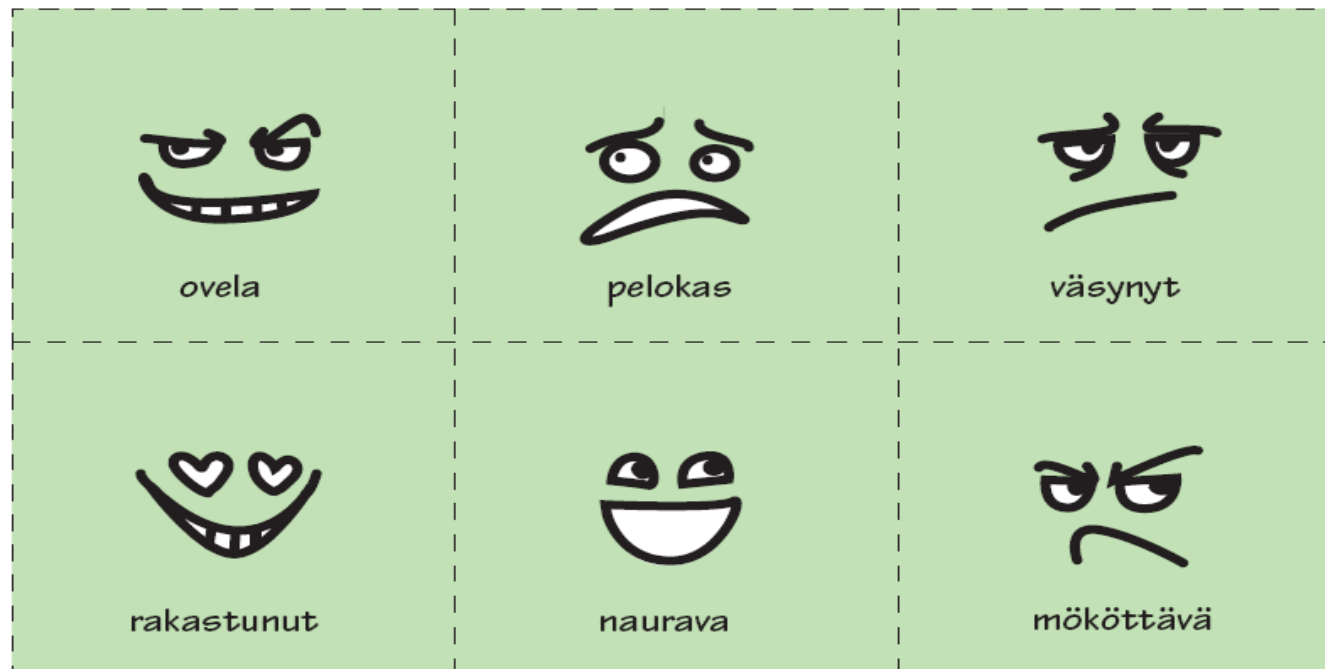 ovela
pelokas
väsynyt
rakastunut
naurava
mököttävä